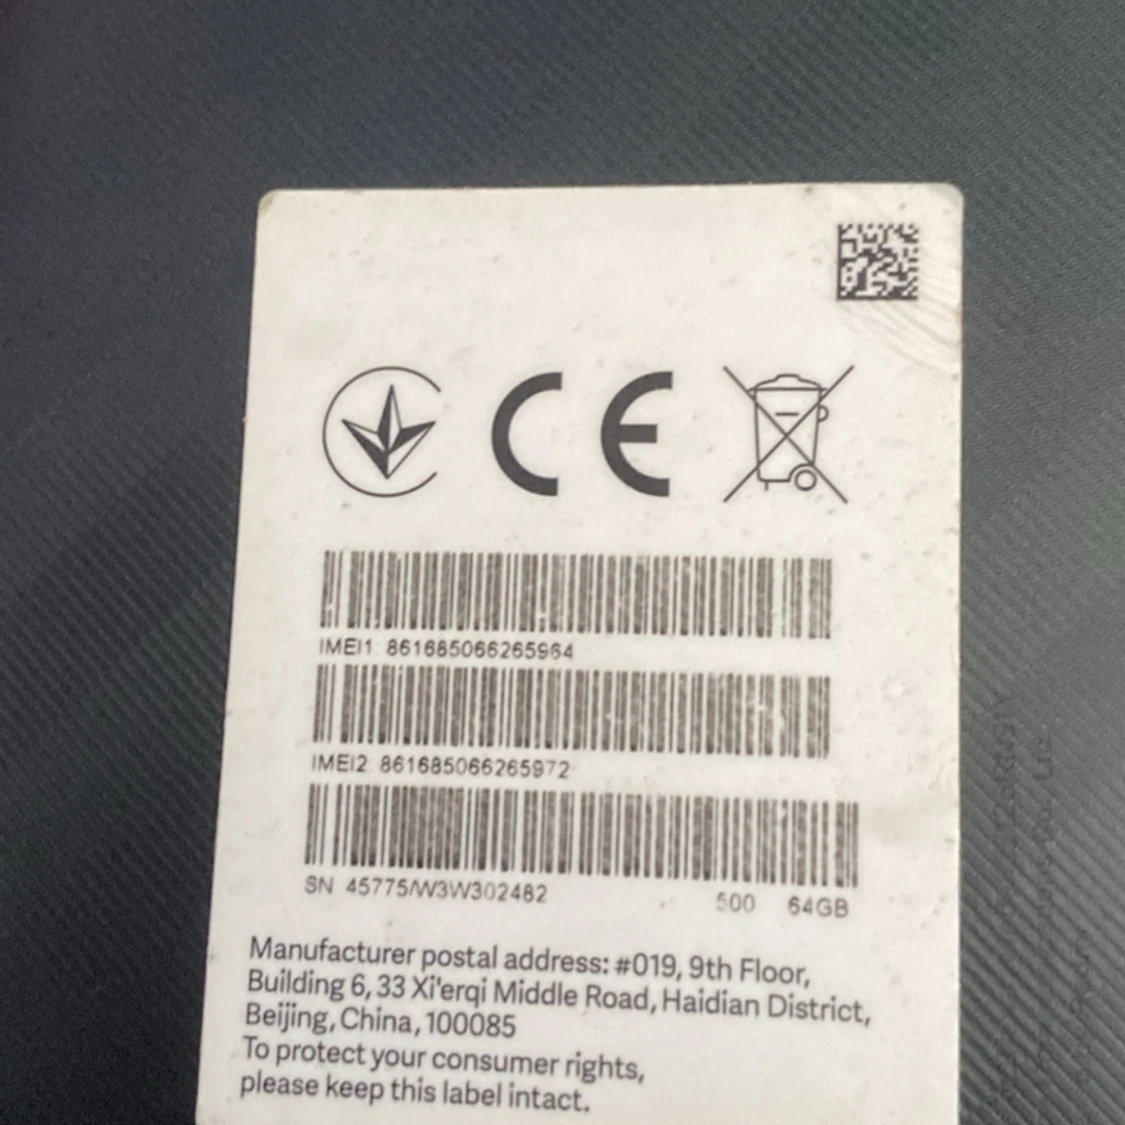 CE
IMEI1: 861685066265964
IMEI2: 861685066265972
SN: 45775/W3W302482 500 64GB
Manufacturer postal address: #019, 9th Floor,
Building 6, 33 Xi'erqi Middle Road, Haidian District,
Beijing, China, 100085
To protect your consumer rights,
please keep this label intact.